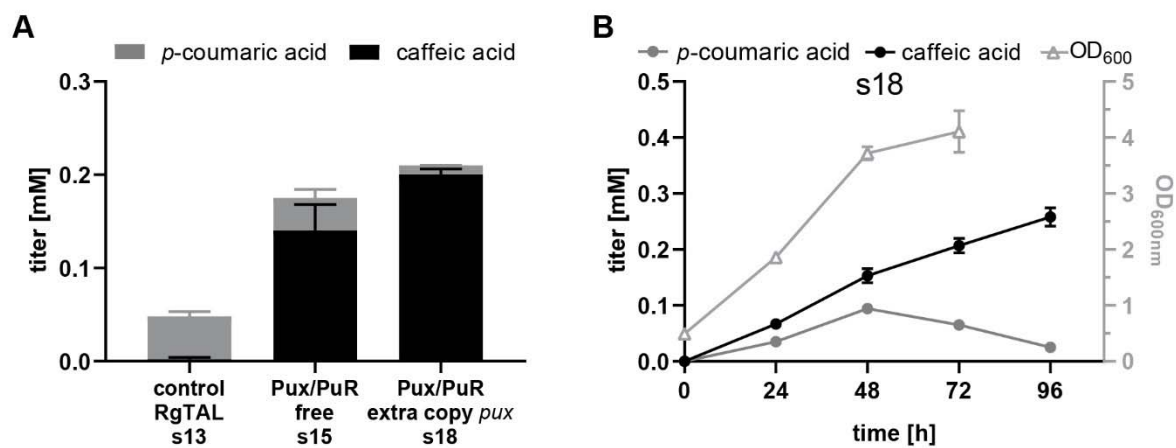 A
p-coumaric acid caffeic acid
titer [mM]
0.3
0.2
0.1
0.0
control RgTAL s13
Pux/PuR free s15
Pux/PuR extra copy pux s18
B
p-coumaric acid caffeic acid OD600
s18
titer [mM]
0.5
0.4
0.3
0.2
0.1
0.0
5
4
3
2
1
0
OD600nm
0 24 48 72 96
time [h]